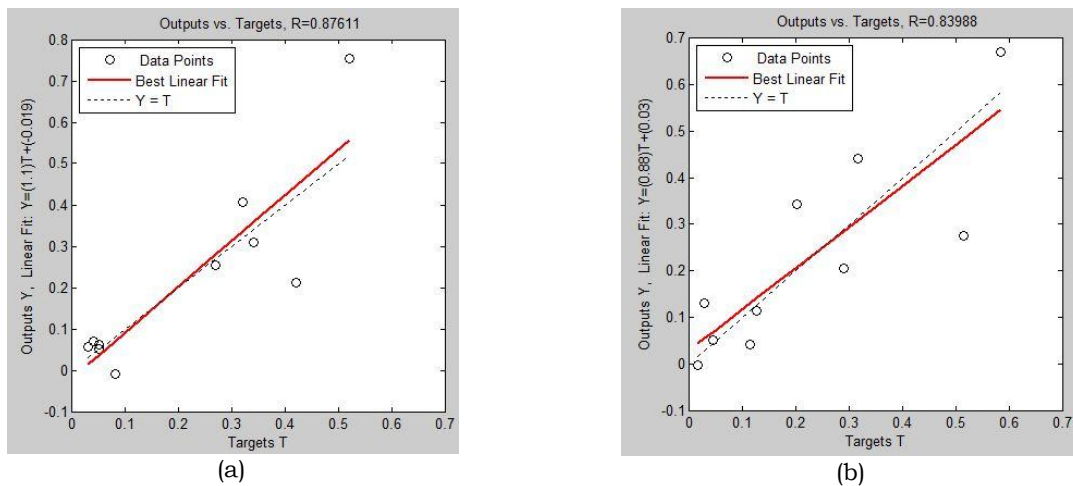 Outputs vs. Targets, R=0.87611
Outputs Y, Linear Fit: Y=(1.1)T+(-0.019)
0.8
0.7
0.6
0.5
0.4
0.3
0.2
0.1
0
-0.1
Data Points
Best Linear Fit
Y = T
0 0.1 0.2 0.3 0.4 0.5 0.6 0.7
Targets T
(a)
Outputs vs. Targets, R=0.83988
Outputs Y, Linear Fit: Y=(0.88)T+(0.03)
0.7
0.6
0.5
0.4
0.3
0.2
0.1
0
-0.1
Data Points
Best Linear Fit
Y = T
0 0.1 0.2 0.3 0.4 0.5 0.6 0.7
Targets T
(b)